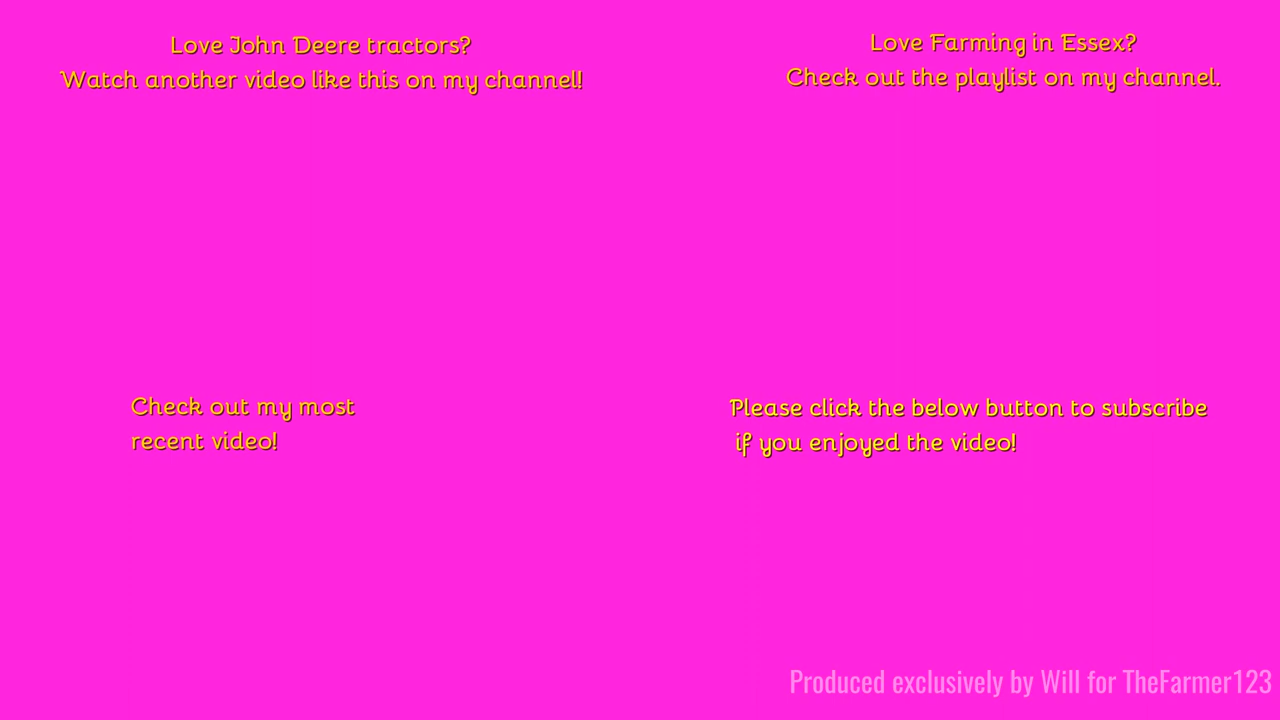 Love John Deere tractors?
Watch another video like this on my channel!
Love Farming in Essex?
Check out the playlist on my channel.
Check out my most
recent video!
Please click the below button to subscribe
if you enjoyed the video!
Produced exclusively by Will for TheFarmer123